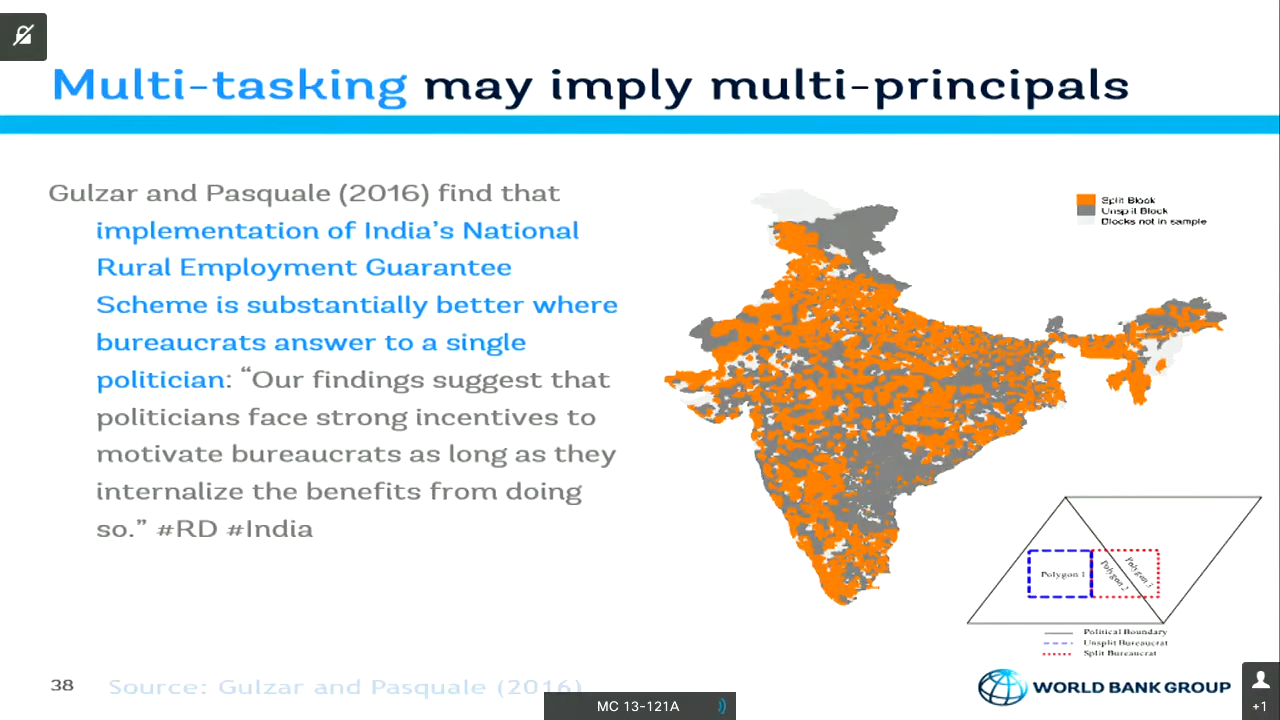 Multi-tasking may imply multi-principals
Gulzar and Pasquale (2016) find that
implementation of India's National
Rural Employment Guarantee
Scheme is substantially better where
bureaucrats answer to a single
politician: “Our findings suggest that
politicians face strong incentives to
motivate bureaucrats as long as they
internalize the benefits from doing
so.” #RD #India
Split Block
Unsplit Block
Blocks not in sample
Polygon 1
Polygon 2
Polygon 3
Political Boundary
Unsplit Bureaucrat
Split Bureaucrat
38
Source: Gulzar and Pasquale (2016)
WORLD BANK GROUP
MC 13-121A
+1